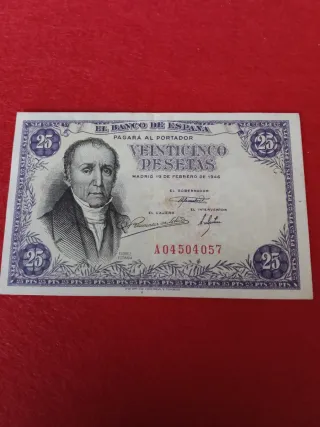 EL BANCO DE ESPAÑA
PAGARA AL PORTADOR
25
25
VEINTICINCO
PESETAS
MADRID 19 DE FEBRERO DE 1946
EL GOBERNADOR
EL CAJERO
EL INTERVENTOR
A04504057
25
25